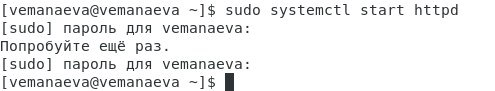 [vemanaeva@vemanaeva ~]$ sudo systemctl start httpd
[sudo] пароль для vemanaeva:
Попробуйте ещё раз.
[sudo] пароль для vemanaeva:
[vemanaeva@vemanaeva ~]$